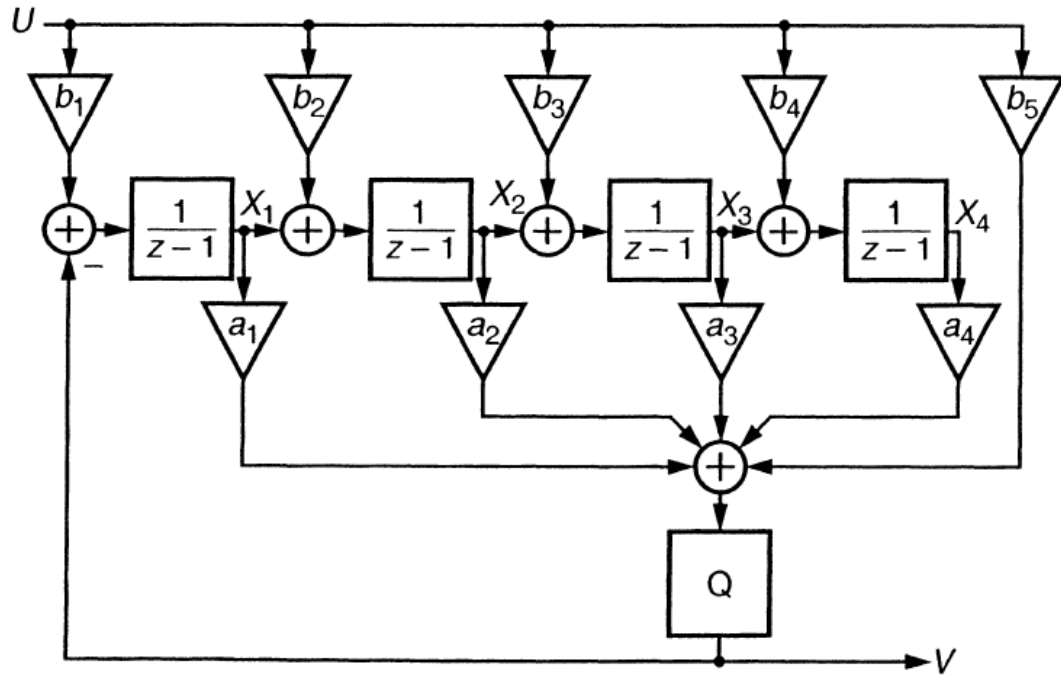 U
b₁ b₂ b₃ b₄ b₅
+ 1/(z − 1) X₁ + 1/(z − 1) X₂ + 1/(z − 1) X₃ + 1/(z − 1) X₄
−
a₁ a₂ a₃ a₄
+
Q
V